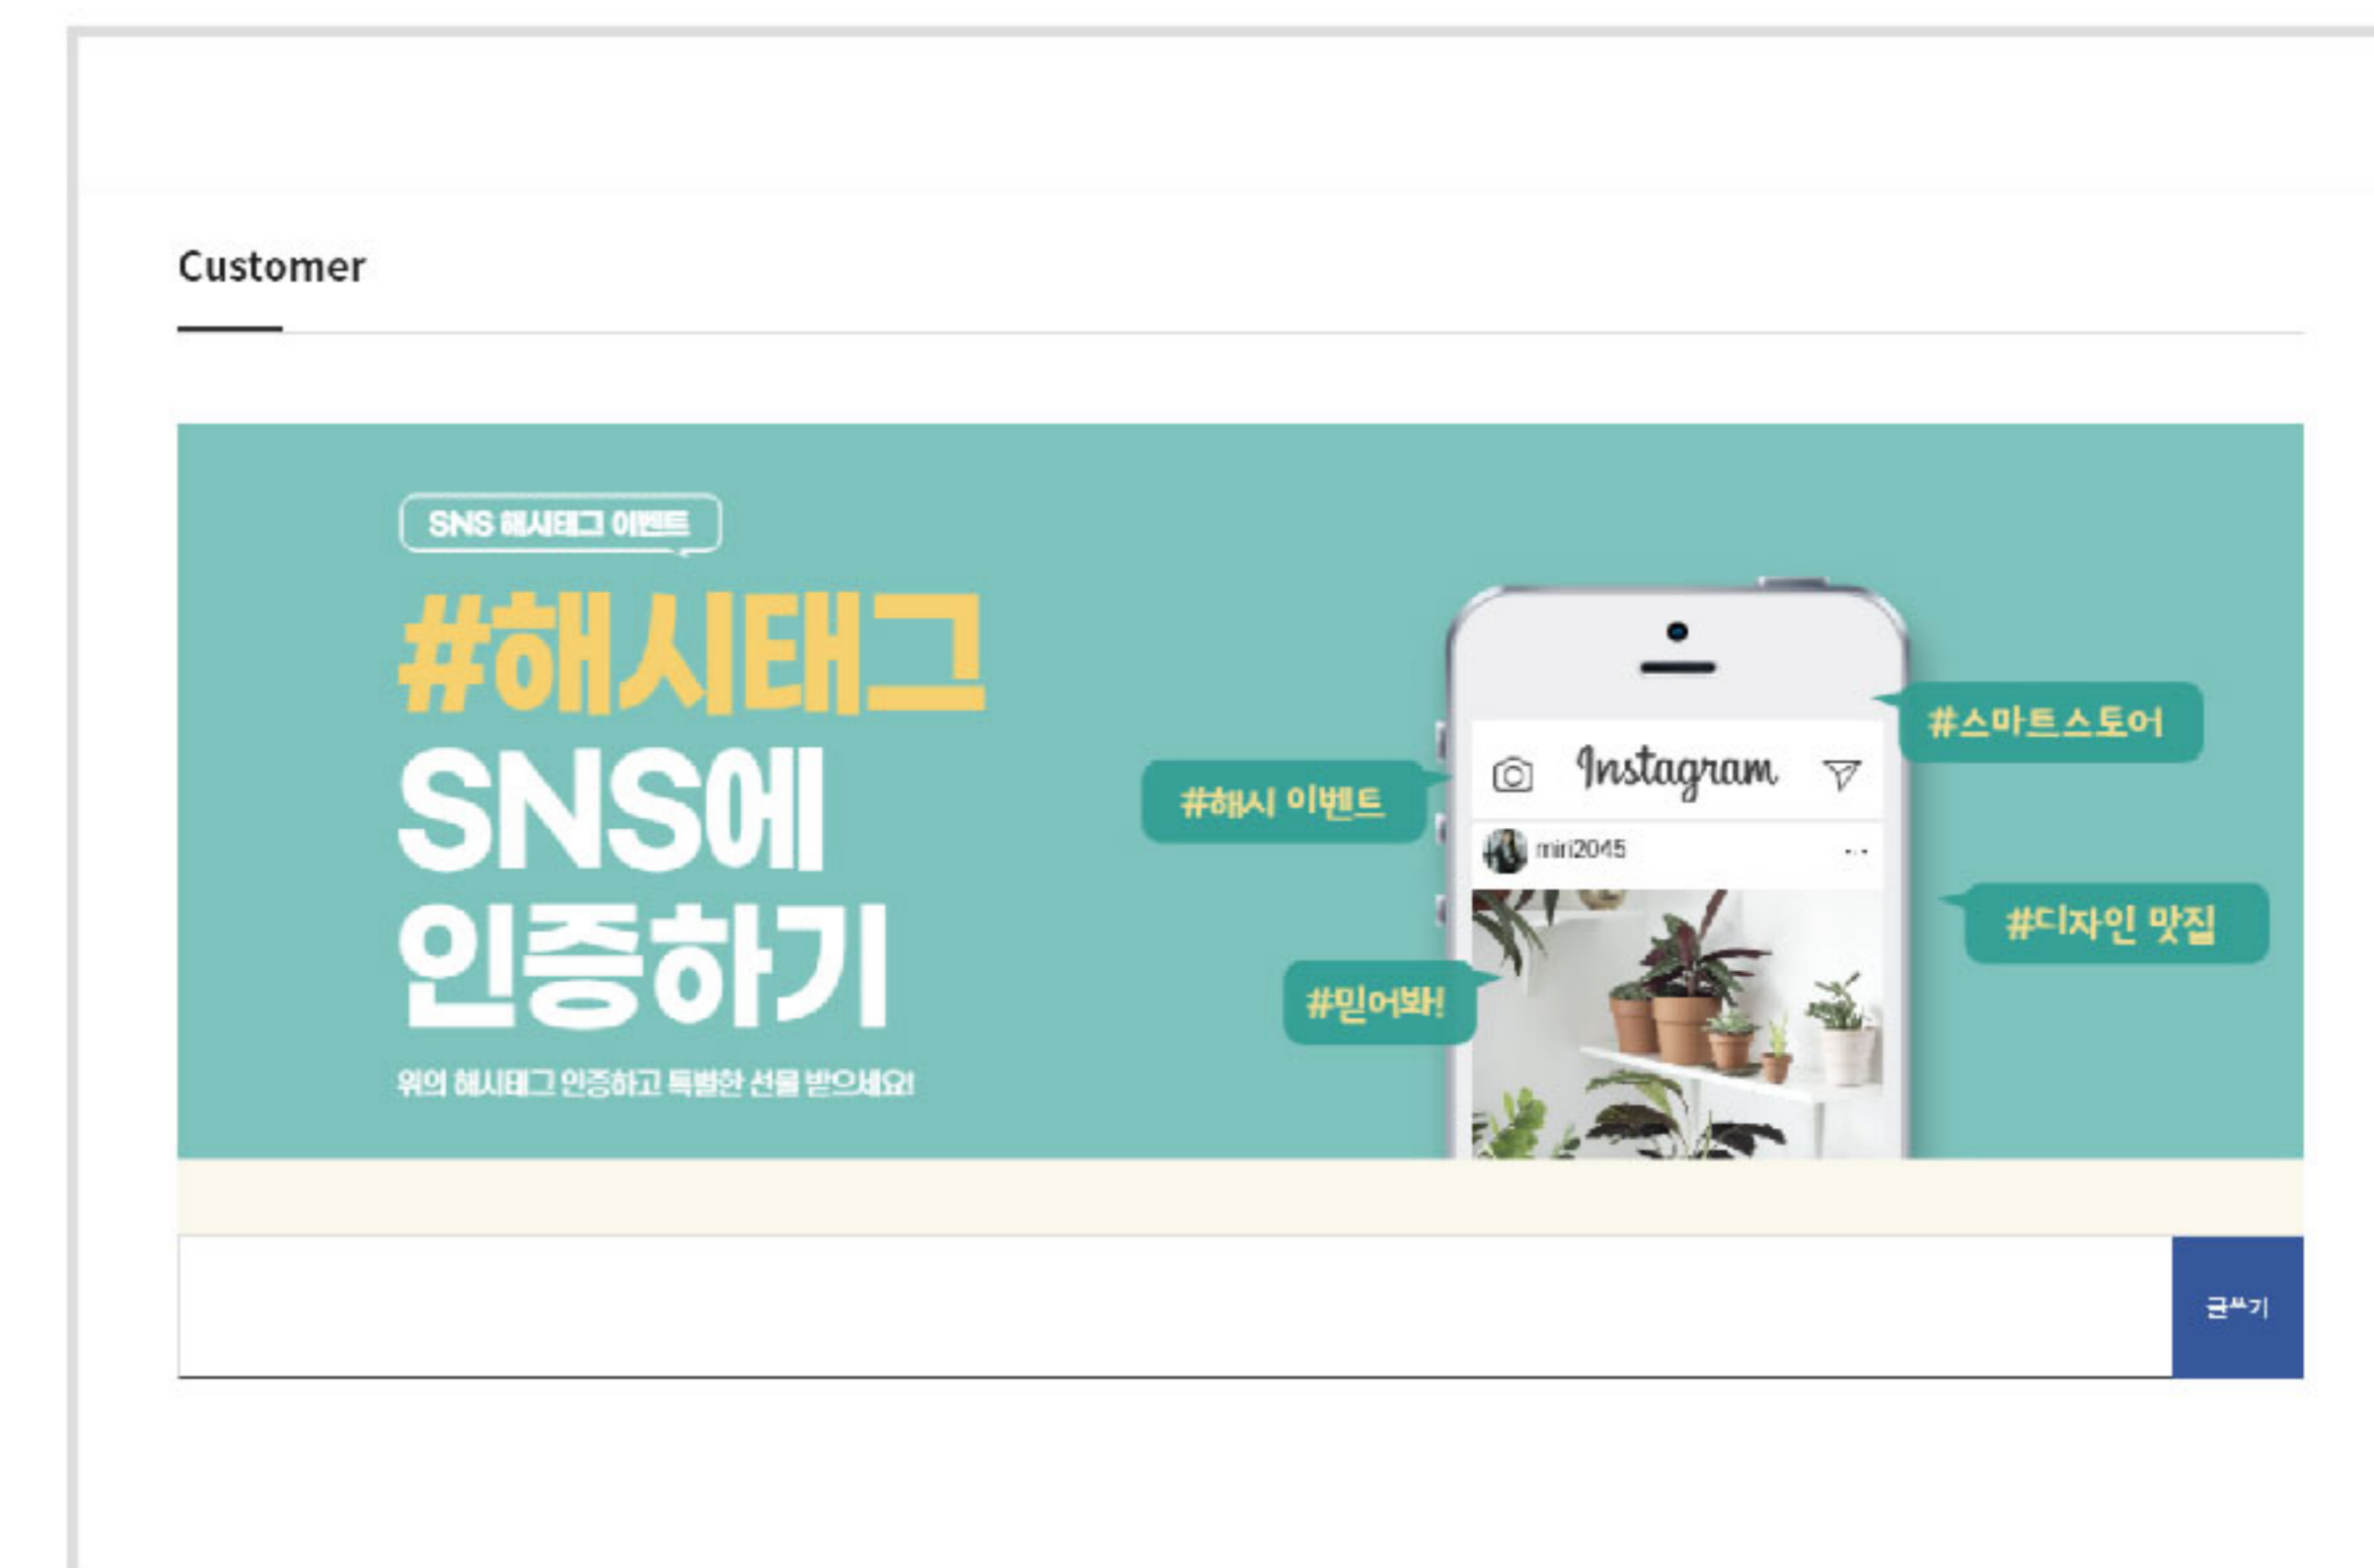 Customer
SNS 해시태그 이벤트
#해시태그
SNS에
인증하기
위의 해시태그 인증하고 특별한 선물 받으세요!
#스마트스토어
#해시 이벤트
Instagram
miri2045
...
#디자인 맛집
#믿어봐!
글쓰기